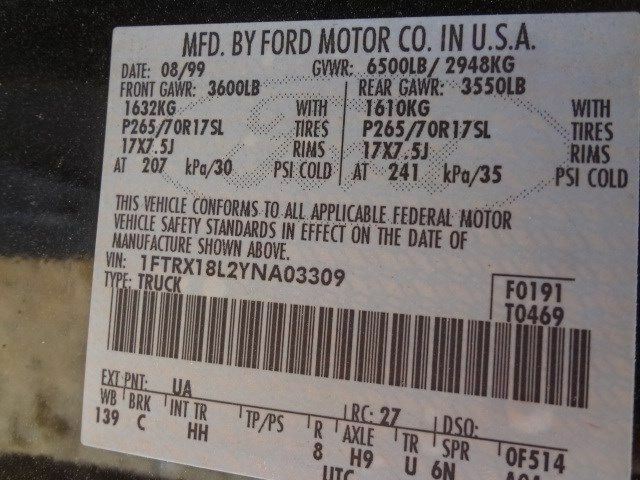 MFD. BY FORD MOTOR CO. IN U.S.A.
DATE: 08/99 GVWR: 6500LB/ 2948KG
FRONT GAWR: 3600LB REAR GAWR: 3550LB
1632KG WITH 1610KG WITH
P265/70R17SL TIRES P265/70R17SL TIRES
17X7.5J RIMS 17X7.5J RIMS
AT 207 kPa/30 PSI COLD AT 241 kPa/35 PSI COLD
THIS VEHICLE CONFORMS TO ALL APPLICABLE FEDERAL MOTOR
VEHICLE SAFETY STANDARDS IN EFFECT ON THE DATE OF
MANUFACTURE SHOWN ABOVE.
VIN: 1FTRX18L2YNA03309
TYPE: TRUCK
F0191
T0469
EXT PNT: UA RC: 27 DSO:
WB BRK INT TR TP/PS R AXLE TR SPR 0F514
139 C HH 8 H9 U 6N
UTC